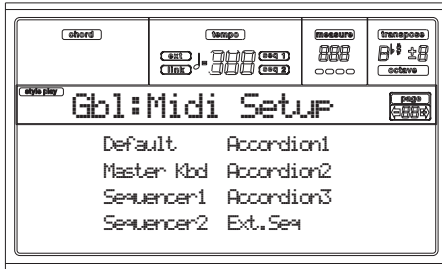 chord tempo measure transpose
ext seq 1
link seq 2
octave
style play Gbl:Midi Setup page
Default Accordion1
Master Kbd Accordion2
Sequencer1 Accordion3
Sequencer2 Ext.Seq